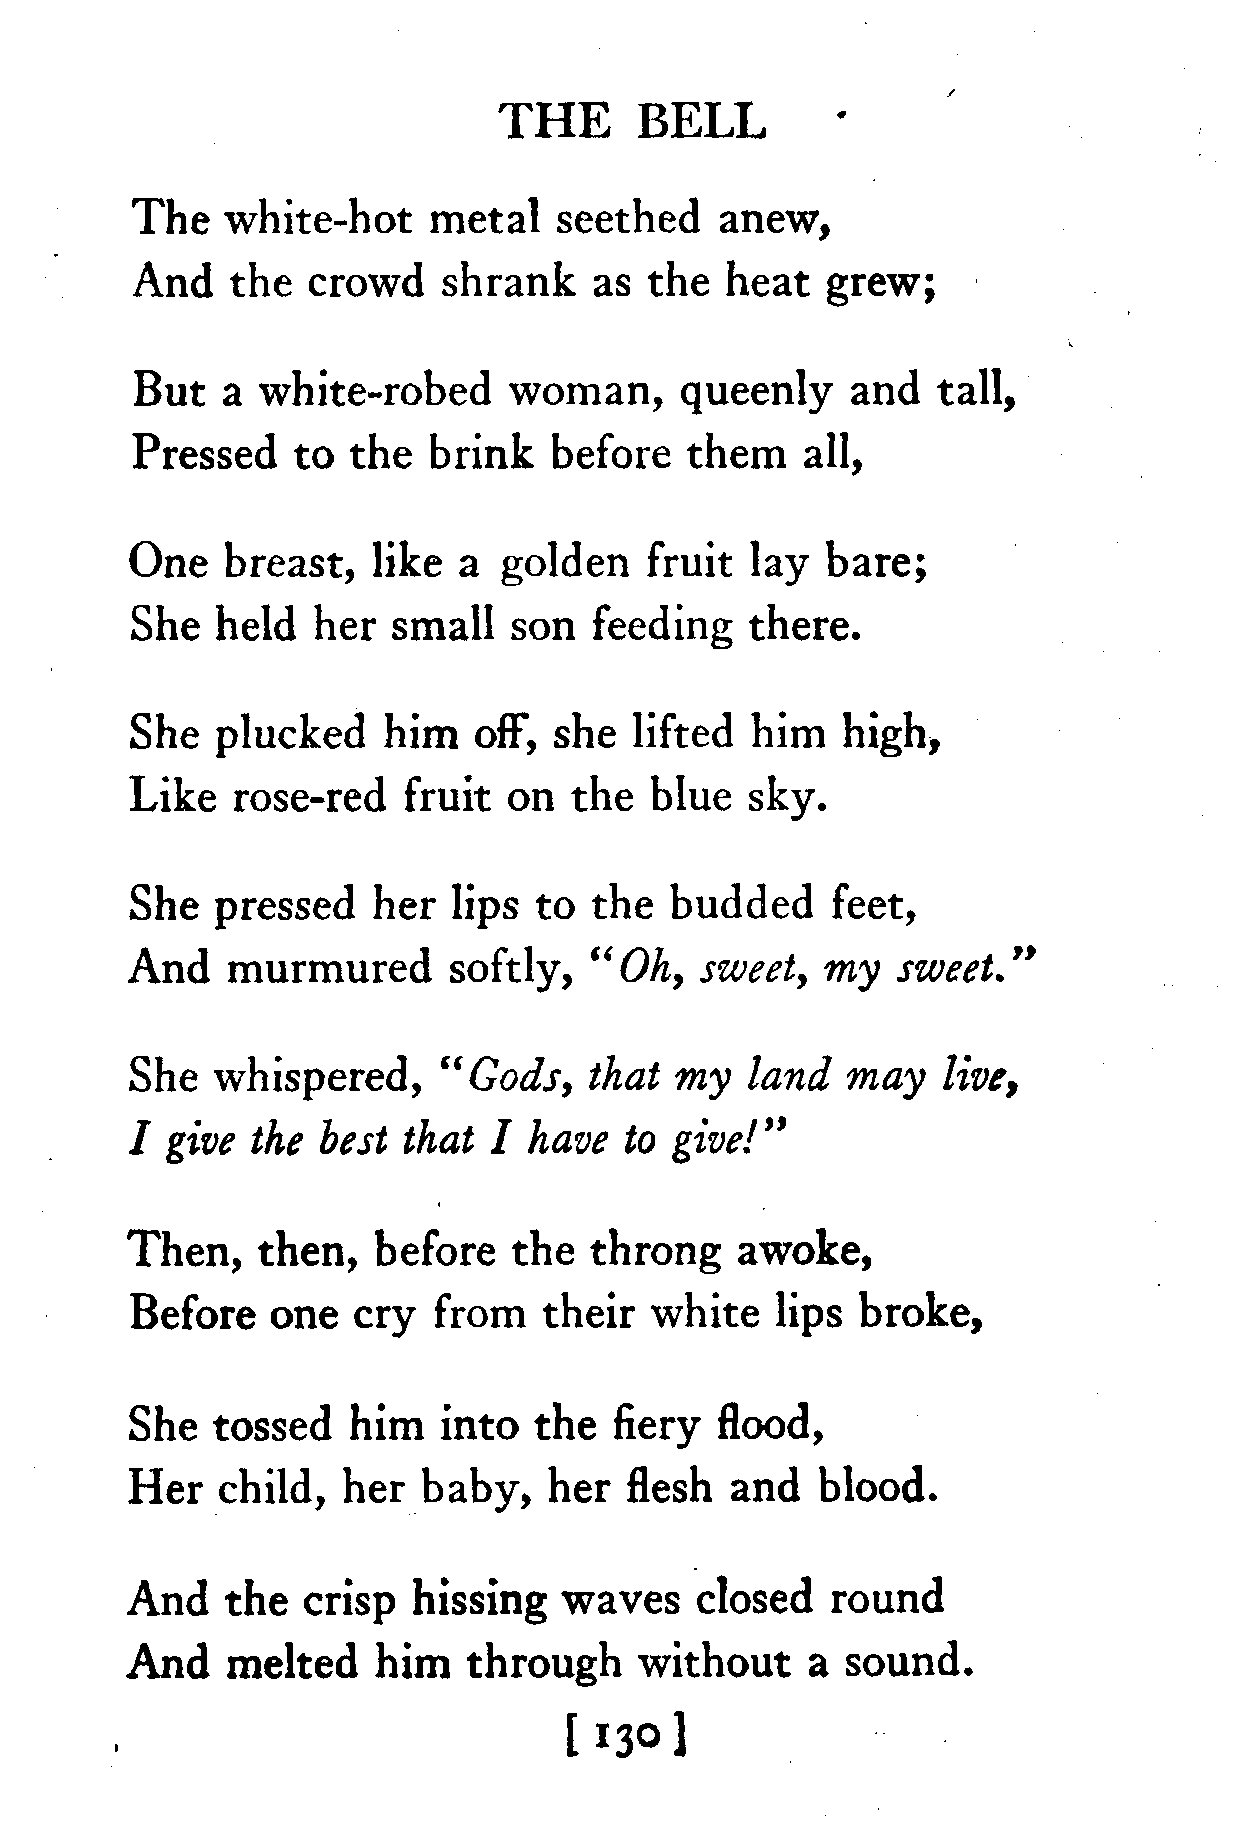 THE BELL
The white-hot metal seethed anew,
And the crowd shrank as the heat grew;
But a white-robed woman, queenly and tall,
Pressed to the brink before them all,
One breast, like a golden fruit lay bare;
She held her small son feeding there.
She plucked him off, she lifted him high,
Like rose-red fruit on the blue sky.
She pressed her lips to the budded feet,
And murmured softly, "Oh, sweet, my sweet."
She whispered, "Gods, that my land may live,
I give the best that I have to give!"
Then, then, before the throng awoke,
Before one cry from their white lips broke,
She tossed him into the fiery flood,
Her child, her baby, her flesh and blood.
And the crisp hissing waves closed round
And melted him through without a sound.
[ 130 ]